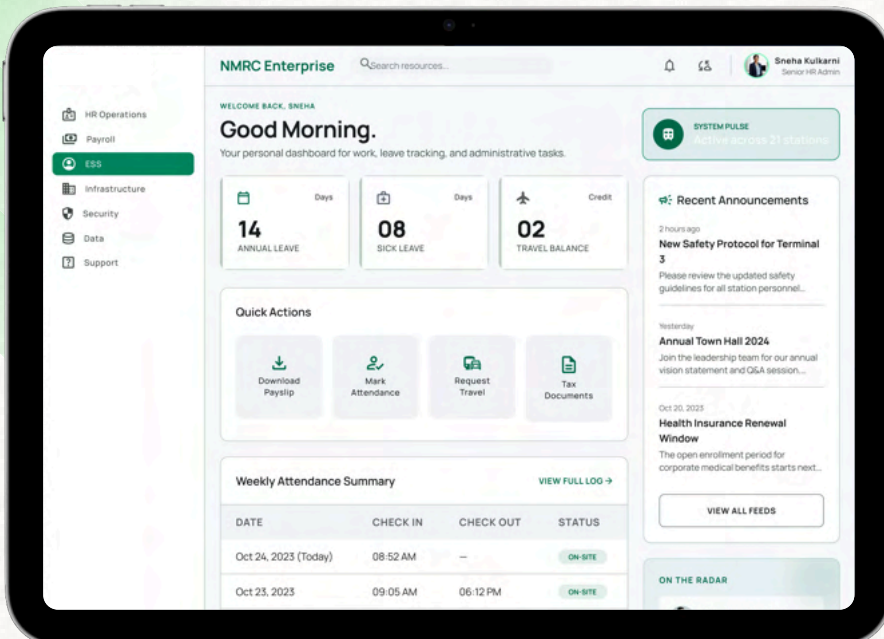 NMRC Enterprise
Search resources...
Sneha Kulkarni
Senior HR Admin
HR Operations
Payroll
ESS
Infrastructure
Security
Data
Support
WELCOME BACK, SNEHA
Good Morning.
Your personal dashboard for work, leave tracking, and administrative tasks.
Days
14
ANNUAL LEAVE
Days
08
SICK LEAVE
Credit
02
TRAVEL BALANCE
Quick Actions
Download
Payslip
Mark
Attendance
Request
Travel
Tax
Documents
Weekly Attendance Summary
VIEW FULL LOG →
DATE CHECK IN CHECK OUT STATUS
Oct 24, 2023 (Today) 08:52 AM — ON-SITE
Oct 23, 2023 09:05 AM 06:12 PM ON-SITE
SYSTEM PULSE
Active across 21 stations
Recent Announcements
2 hours ago
New Safety Protocol for Terminal
3
Please review the updated safety
guidelines for all station personnel...
Yesterday
Annual Town Hall 2024
Join the leadership team for our annual
vision statement and Q&A session...
Oct 20, 2023
Health Insurance Renewal
Window
The open enrollment period for
corporate medical benefits starts next...
VIEW ALL FEEDS
ON THE RADAR